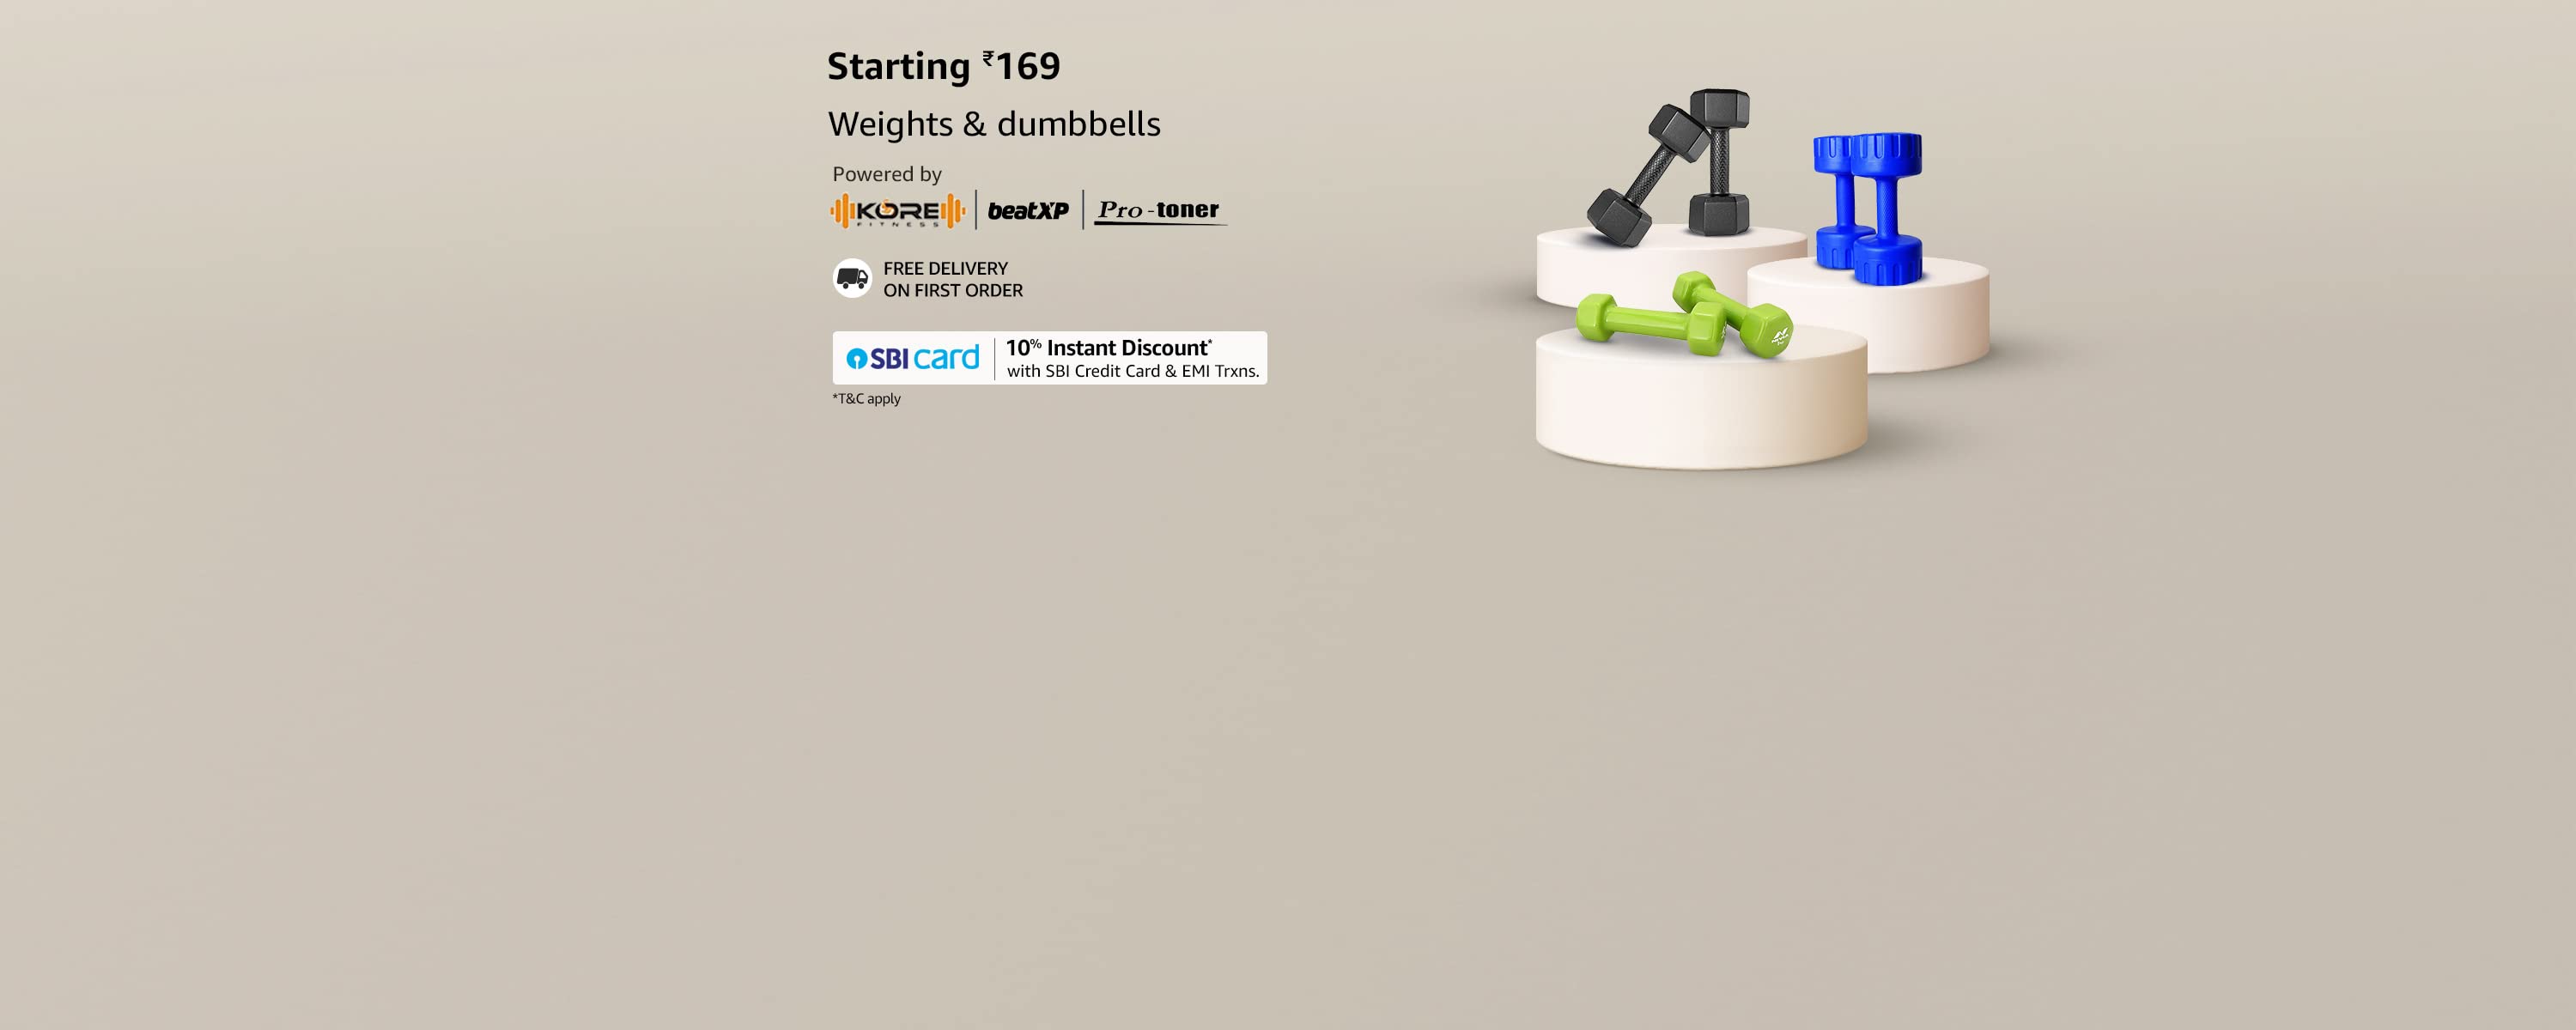 Starting ₹169
Weights & dumbbells
Powered by
KORE FITNESS | beatXP | Pro-toner
FREE DELIVERY
ON FIRST ORDER
SBI card | 10% Instant Discount*
with SBI Credit Card & EMI Trxns.
*T&C apply